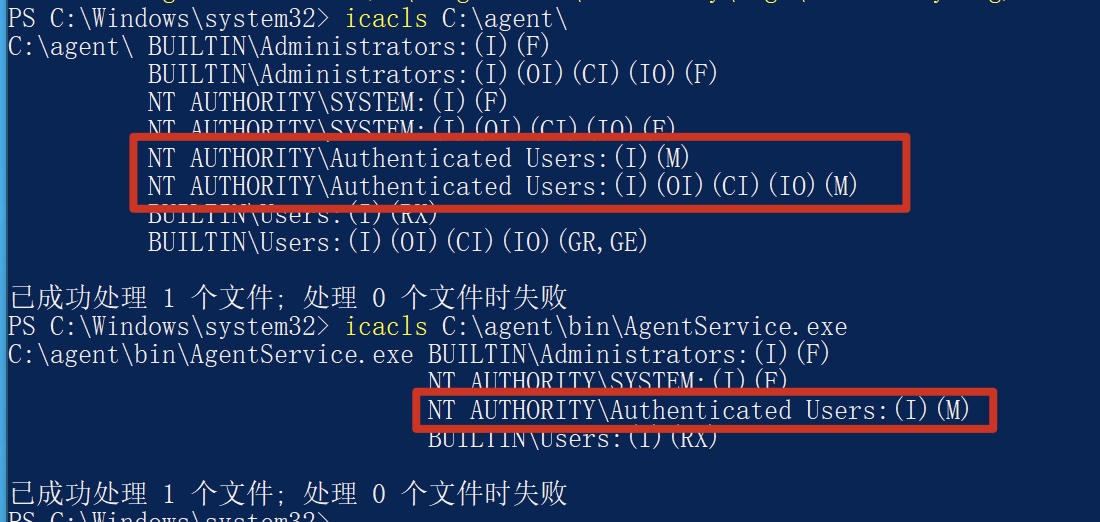 PS C:\Windows\system32> icacls C:\agent\
C:\agent\ BUILTIN\Administrators:(I)(F)
BUILTIN\Administrators:(I)(OI)(CI)(IO)(F)
NT AUTHORITY\SYSTEM:(I)(F)
NT AUTHORITY\SYSTEM:(I)(OI)(CI)(IO)(F)
NT AUTHORITY\Authenticated Users:(I)(M)
NT AUTHORITY\Authenticated Users:(I)(OI)(CI)(IO)(M)
BUILTIN\Users:(I)(RX)
BUILTIN\Users:(I)(OI)(CI)(IO)(GR,GE)
已成功处理 1 个文件; 处理 0 个文件时失败
PS C:\Windows\system32> icacls C:\agent\bin\AgentService.exe
C:\agent\bin\AgentService.exe BUILTIN\Administrators:(I)(F)
NT AUTHORITY\SYSTEM:(I)(F)
NT AUTHORITY\Authenticated Users:(I)(M)
BUILTIN\Users:(I)(RX)
已成功处理 1 个文件; 处理 0 个文件时失败
PS C:\Windows\system32>